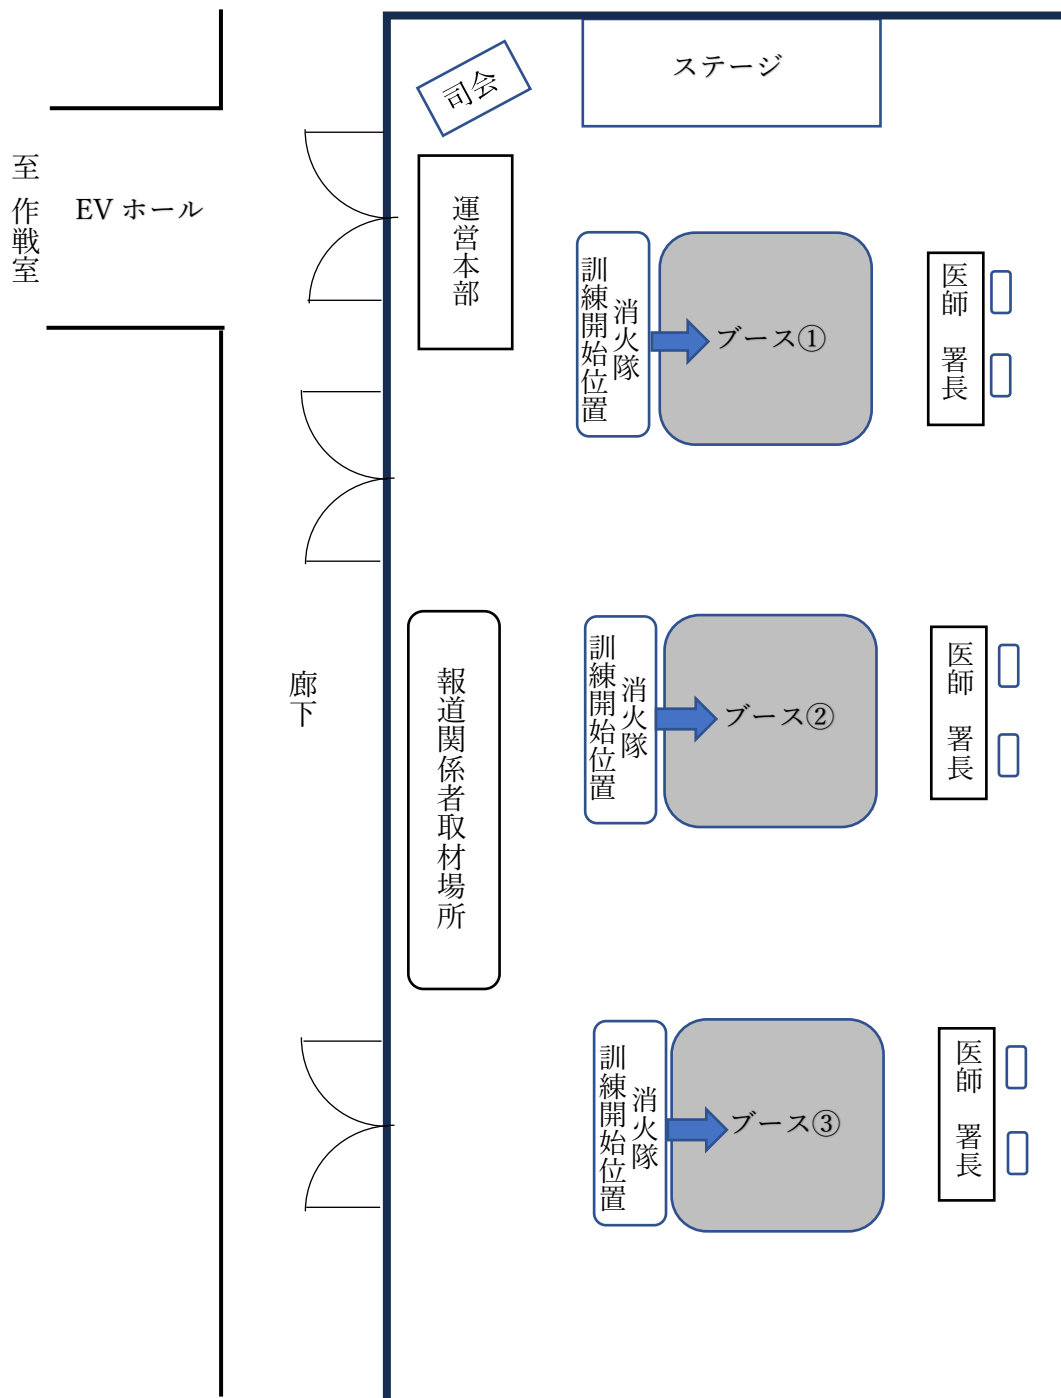 ステージ
司会
至 作戦室
EV ホール
運営本部
消火隊
訓練開始位置
ブース①
医師 署長
廊下
報道関係者取材場所
消火隊
訓練開始位置
ブース②
医師 署長
消火隊
訓練開始位置
ブース③
医師 署長